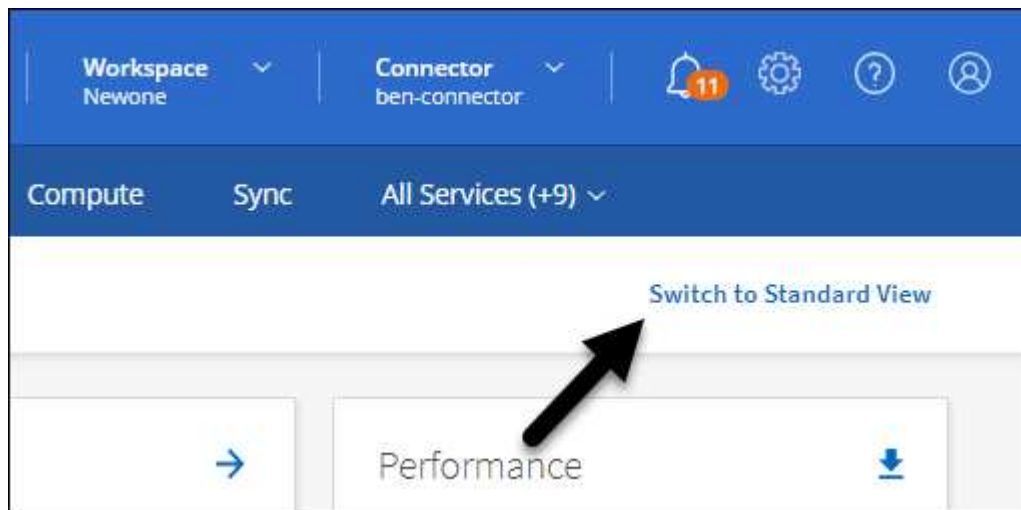 Workspace
Newone
Connector
ben-connector
11
Compute
Sync
All Services (+9)
Switch to Standard View
Performance